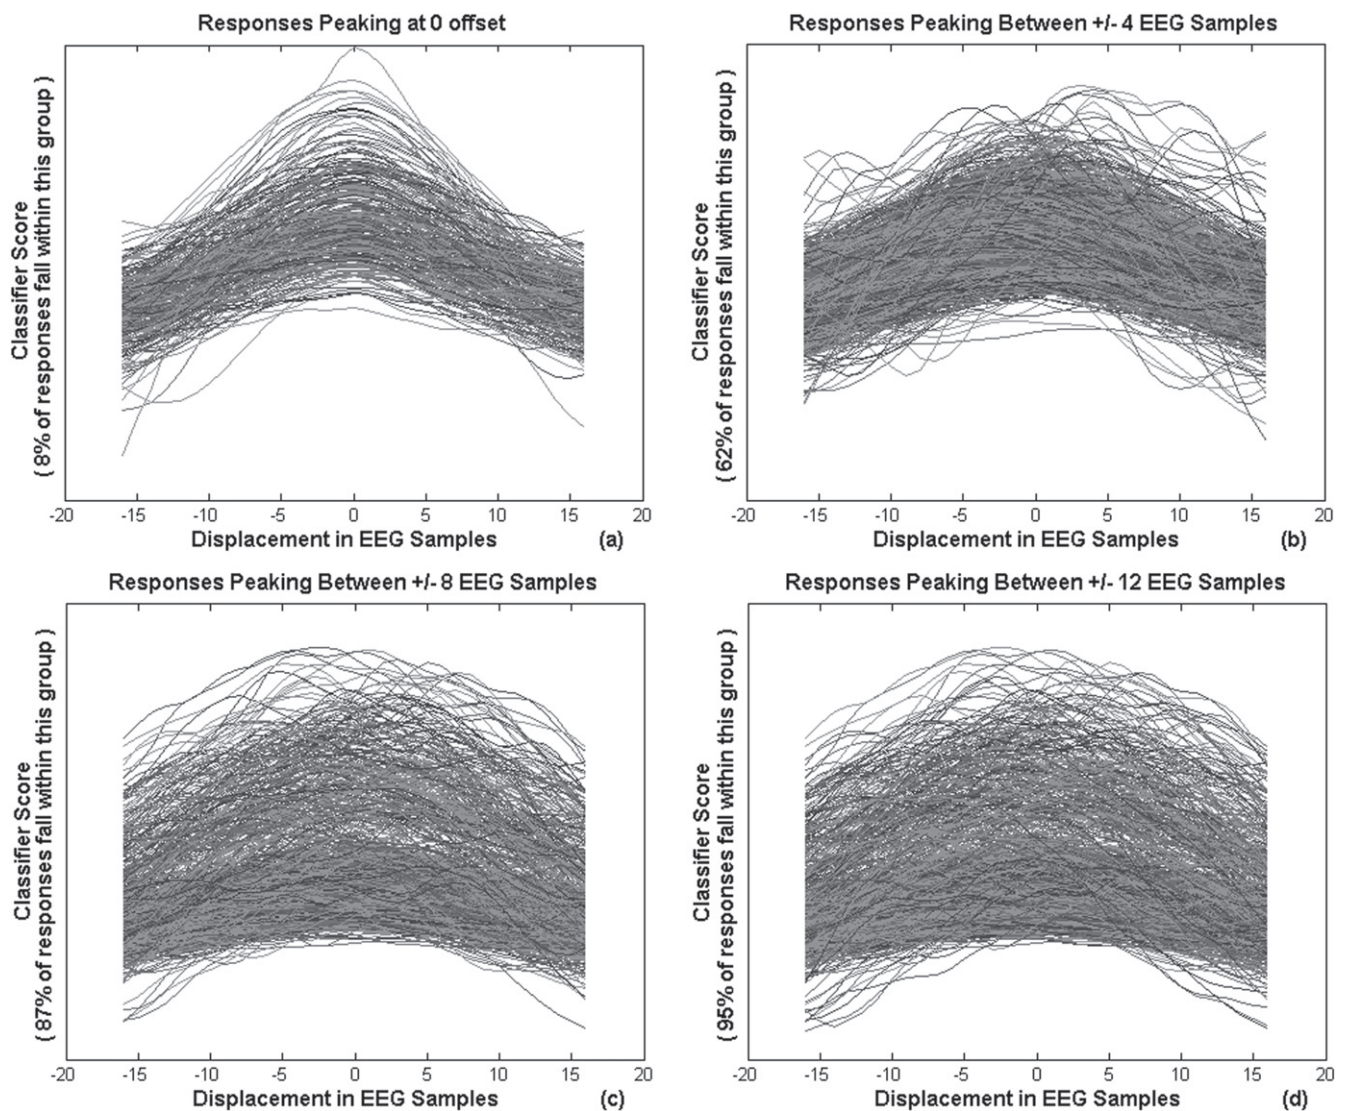 Responses Peaking at 0 offset
Classifier Score
( 8% of responses fall within this group )
-20 -15 -10 -5 0 5 10 15 20
Displacement in EEG Samples (a)
Responses Peaking Between +/- 4 EEG Samples
Classifier Score
( 62% of responses fall within this group )
-20 -15 -10 -5 0 5 10 15 20
Displacement in EEG Samples (b)
Responses Peaking Between +/- 8 EEG Samples
Classifier Score
( 87% of responses fall within this group )
-20 -15 -10 -5 0 5 10 15 20
Displacement in EEG Samples (c)
Responses Peaking Between +/- 12 EEG Samples
Classifier Score
( 95% of responses fall within this group )
-20 -15 -10 -5 0 5 10 15 20
Displacement in EEG Samples (d)